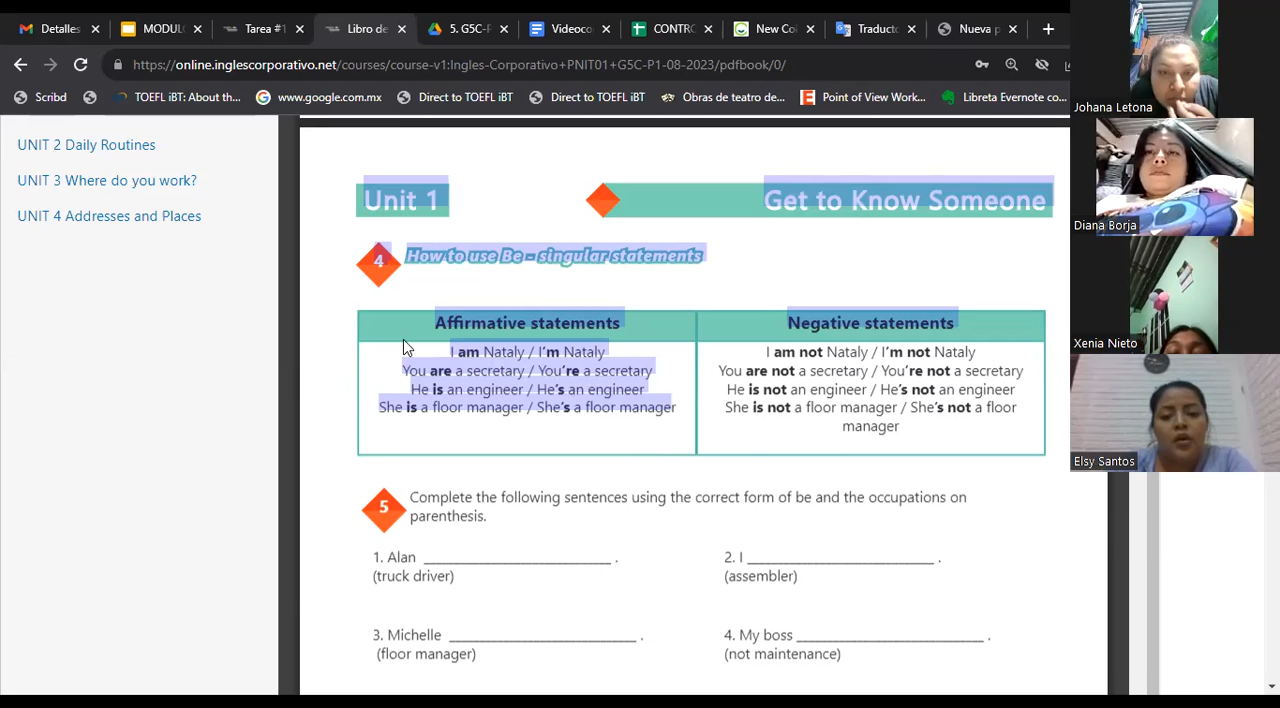 Detalles
MODUL
Tarea #1
Libro de
5. G5C
Videoco
CONTRO
New Co
Traducto
Nueva p
https://online.inglescorporativo.net/courses/course-v1:Ingles-Corporativo+PNIT01+G5C-P1-08-2023/pdfbook/0/
Scribd
TOEFL iBT: About th...
www.google.com.mx
Direct to TOEFL iBT
Direct to TOEFL iBT
Obras de teatro de...
Point of View Work...
Libreta Evernote co...
UNIT 2 Daily Routines
UNIT 3 Where do you work?
UNIT 4 Addresses and Places
Unit 1
Get to Know Someone
4
How to use Be - singular statements
Affirmative statements
I am Nataly / I'm Nataly
You are a secretary / You're a secretary
He is an engineer / He's an engineer
She is a floor manager / She's a floor manager
Negative statements
I am not Nataly / I'm not Nataly
You are not a secretary / You're not a secretary
He is not an engineer / He's not an engineer
She is not a floor manager / She's not a floor
manager
5
Complete the following sentences using the correct form of be and the occupations on
parenthesis.
1. Alan __________________________ .
(truck driver)
2. I __________________________ .
(assembler)
3. Michelle __________________________ .
(floor manager)
4. My boss __________________________ .
(not maintenance)
Johana Letona
Diana Borja
Xenia Nieto
Elsy Santos